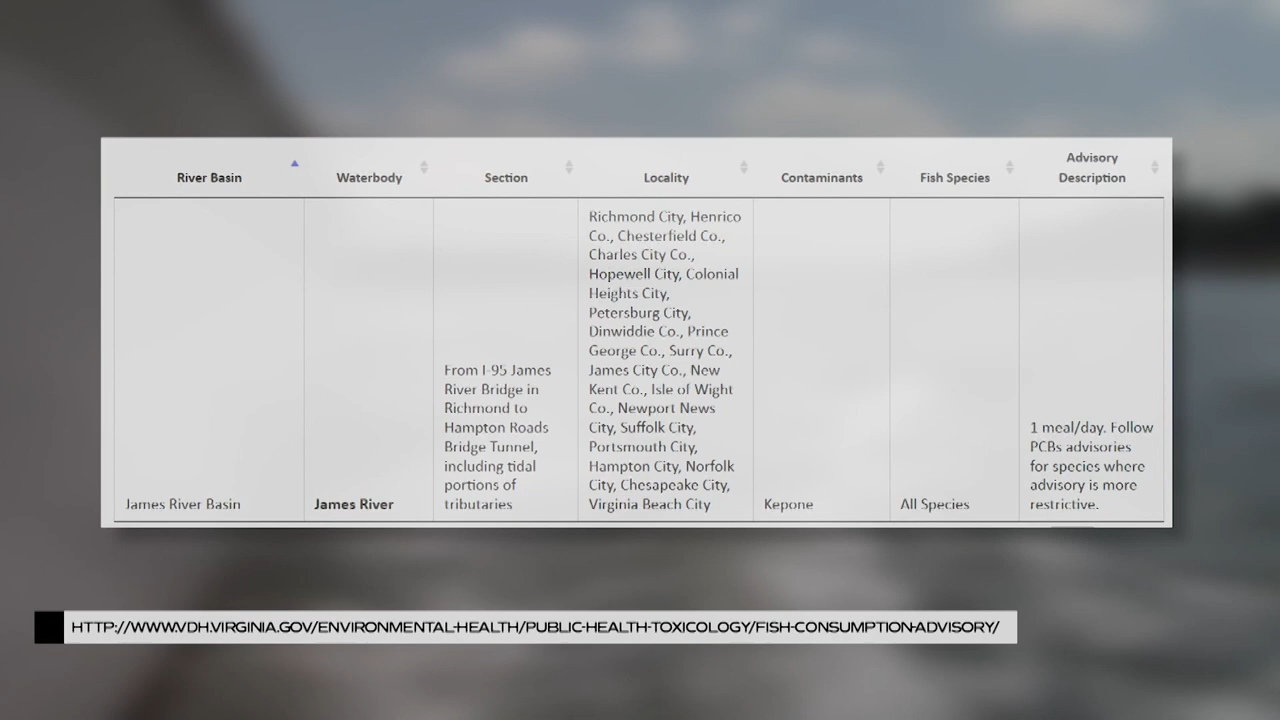 River Basin
Waterbody
Section
Locality
Contaminants
Fish Species
Advisory
Description
James River Basin
James River
From I-95 James
River Bridge in
Richmond to
Hampton Roads
Bridge Tunnel,
including tidal
portions of
tributaries
Richmond City, Henrico
Co., Chesterfield Co.,
Charles City Co.,
Hopewell City, Colonial
Heights City,
Petersburg City,
Dinwiddie Co., Prince
George Co., Surry Co.,
James City Co., New
Kent Co., Isle of Wight
Co., Newport News
City, Suffolk City,
Portsmouth City,
Hampton City, Norfolk
City, Chesapeake City,
Virginia Beach City
Kepone
All Species
1 meal/day. Follow
PCBs advisories
for species where
advisory is more
restrictive.
HTTP://WWW.VDH.VIRGINIA.GOV/ENVIRONMENTAL-HEALTH/PUBLIC-HEALTH-TOXICOLOGY/FISH-CONSUMPTION-ADVISORY/